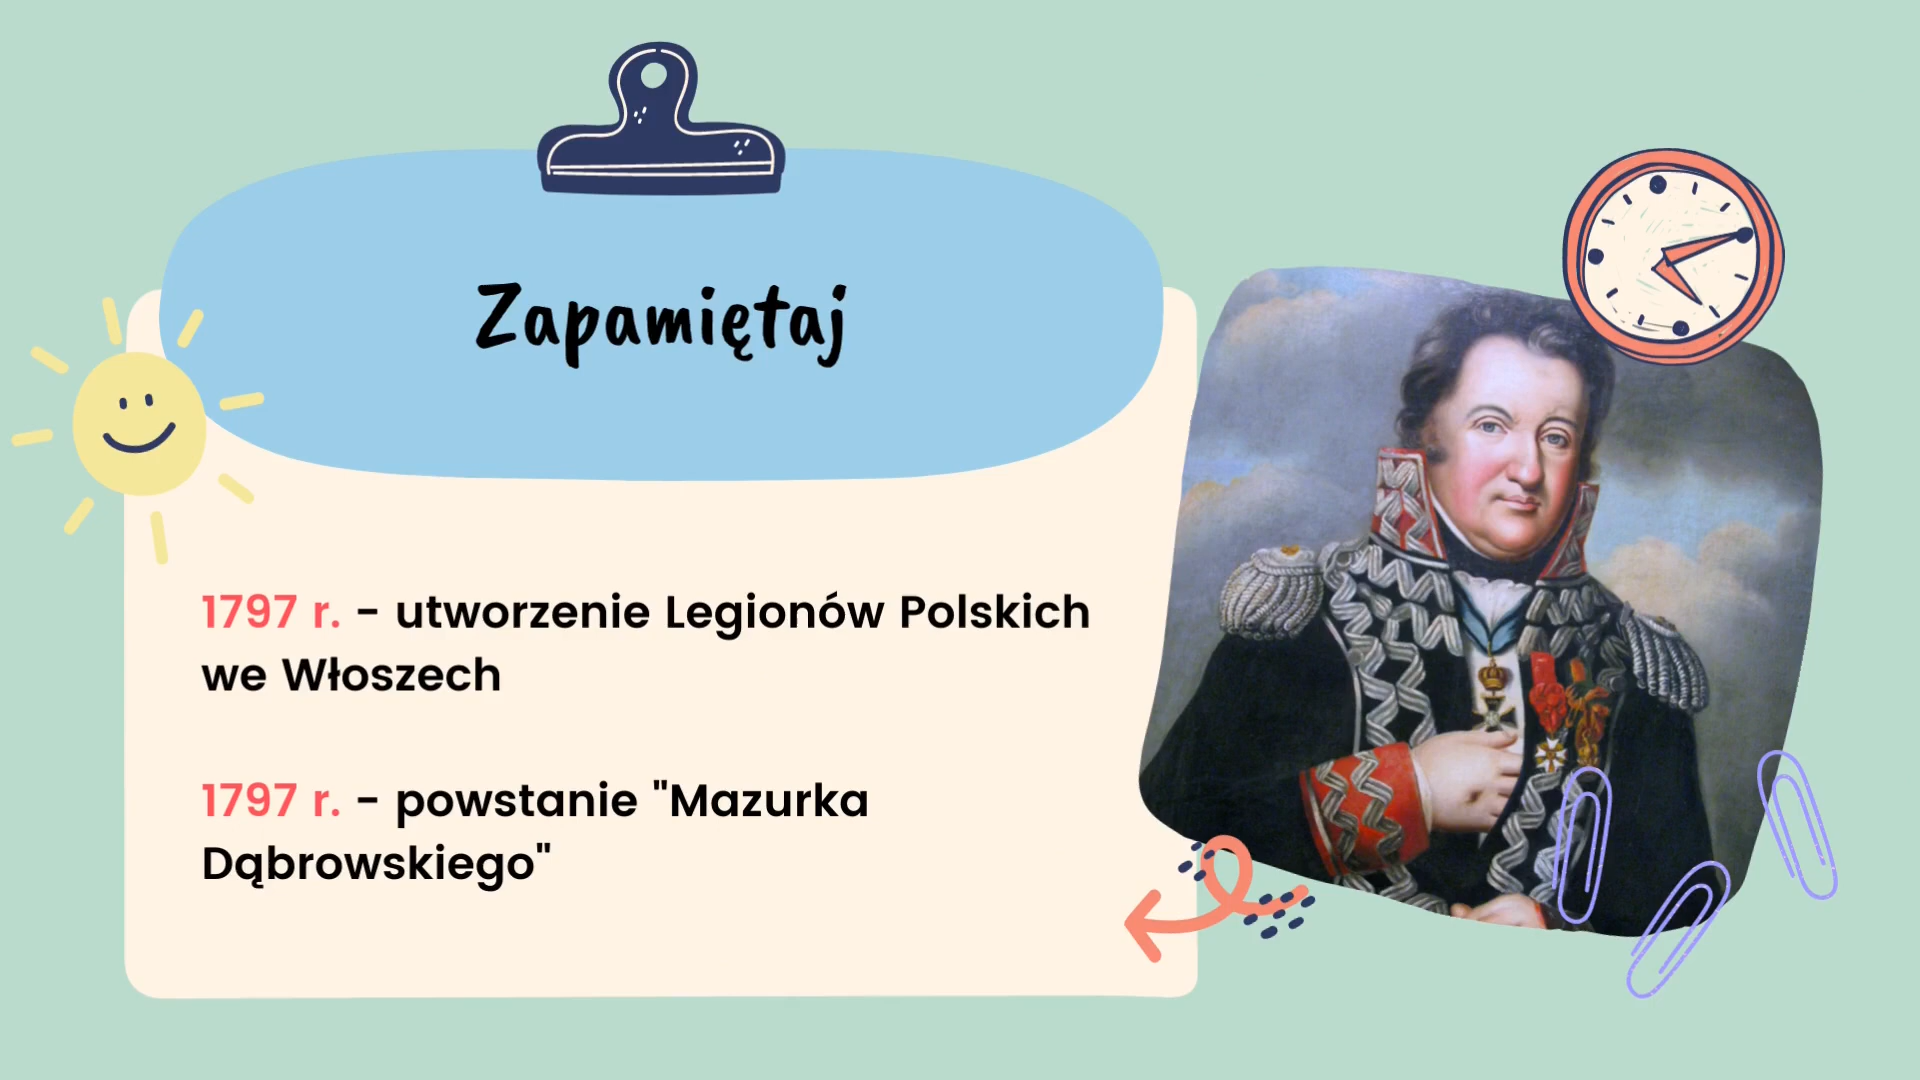 Zapamiętaj
1797 r. - utworzenie Legionów Polskich
we Włoszech
1797 r. - powstanie "Mazurka
Dąbrowskiego"